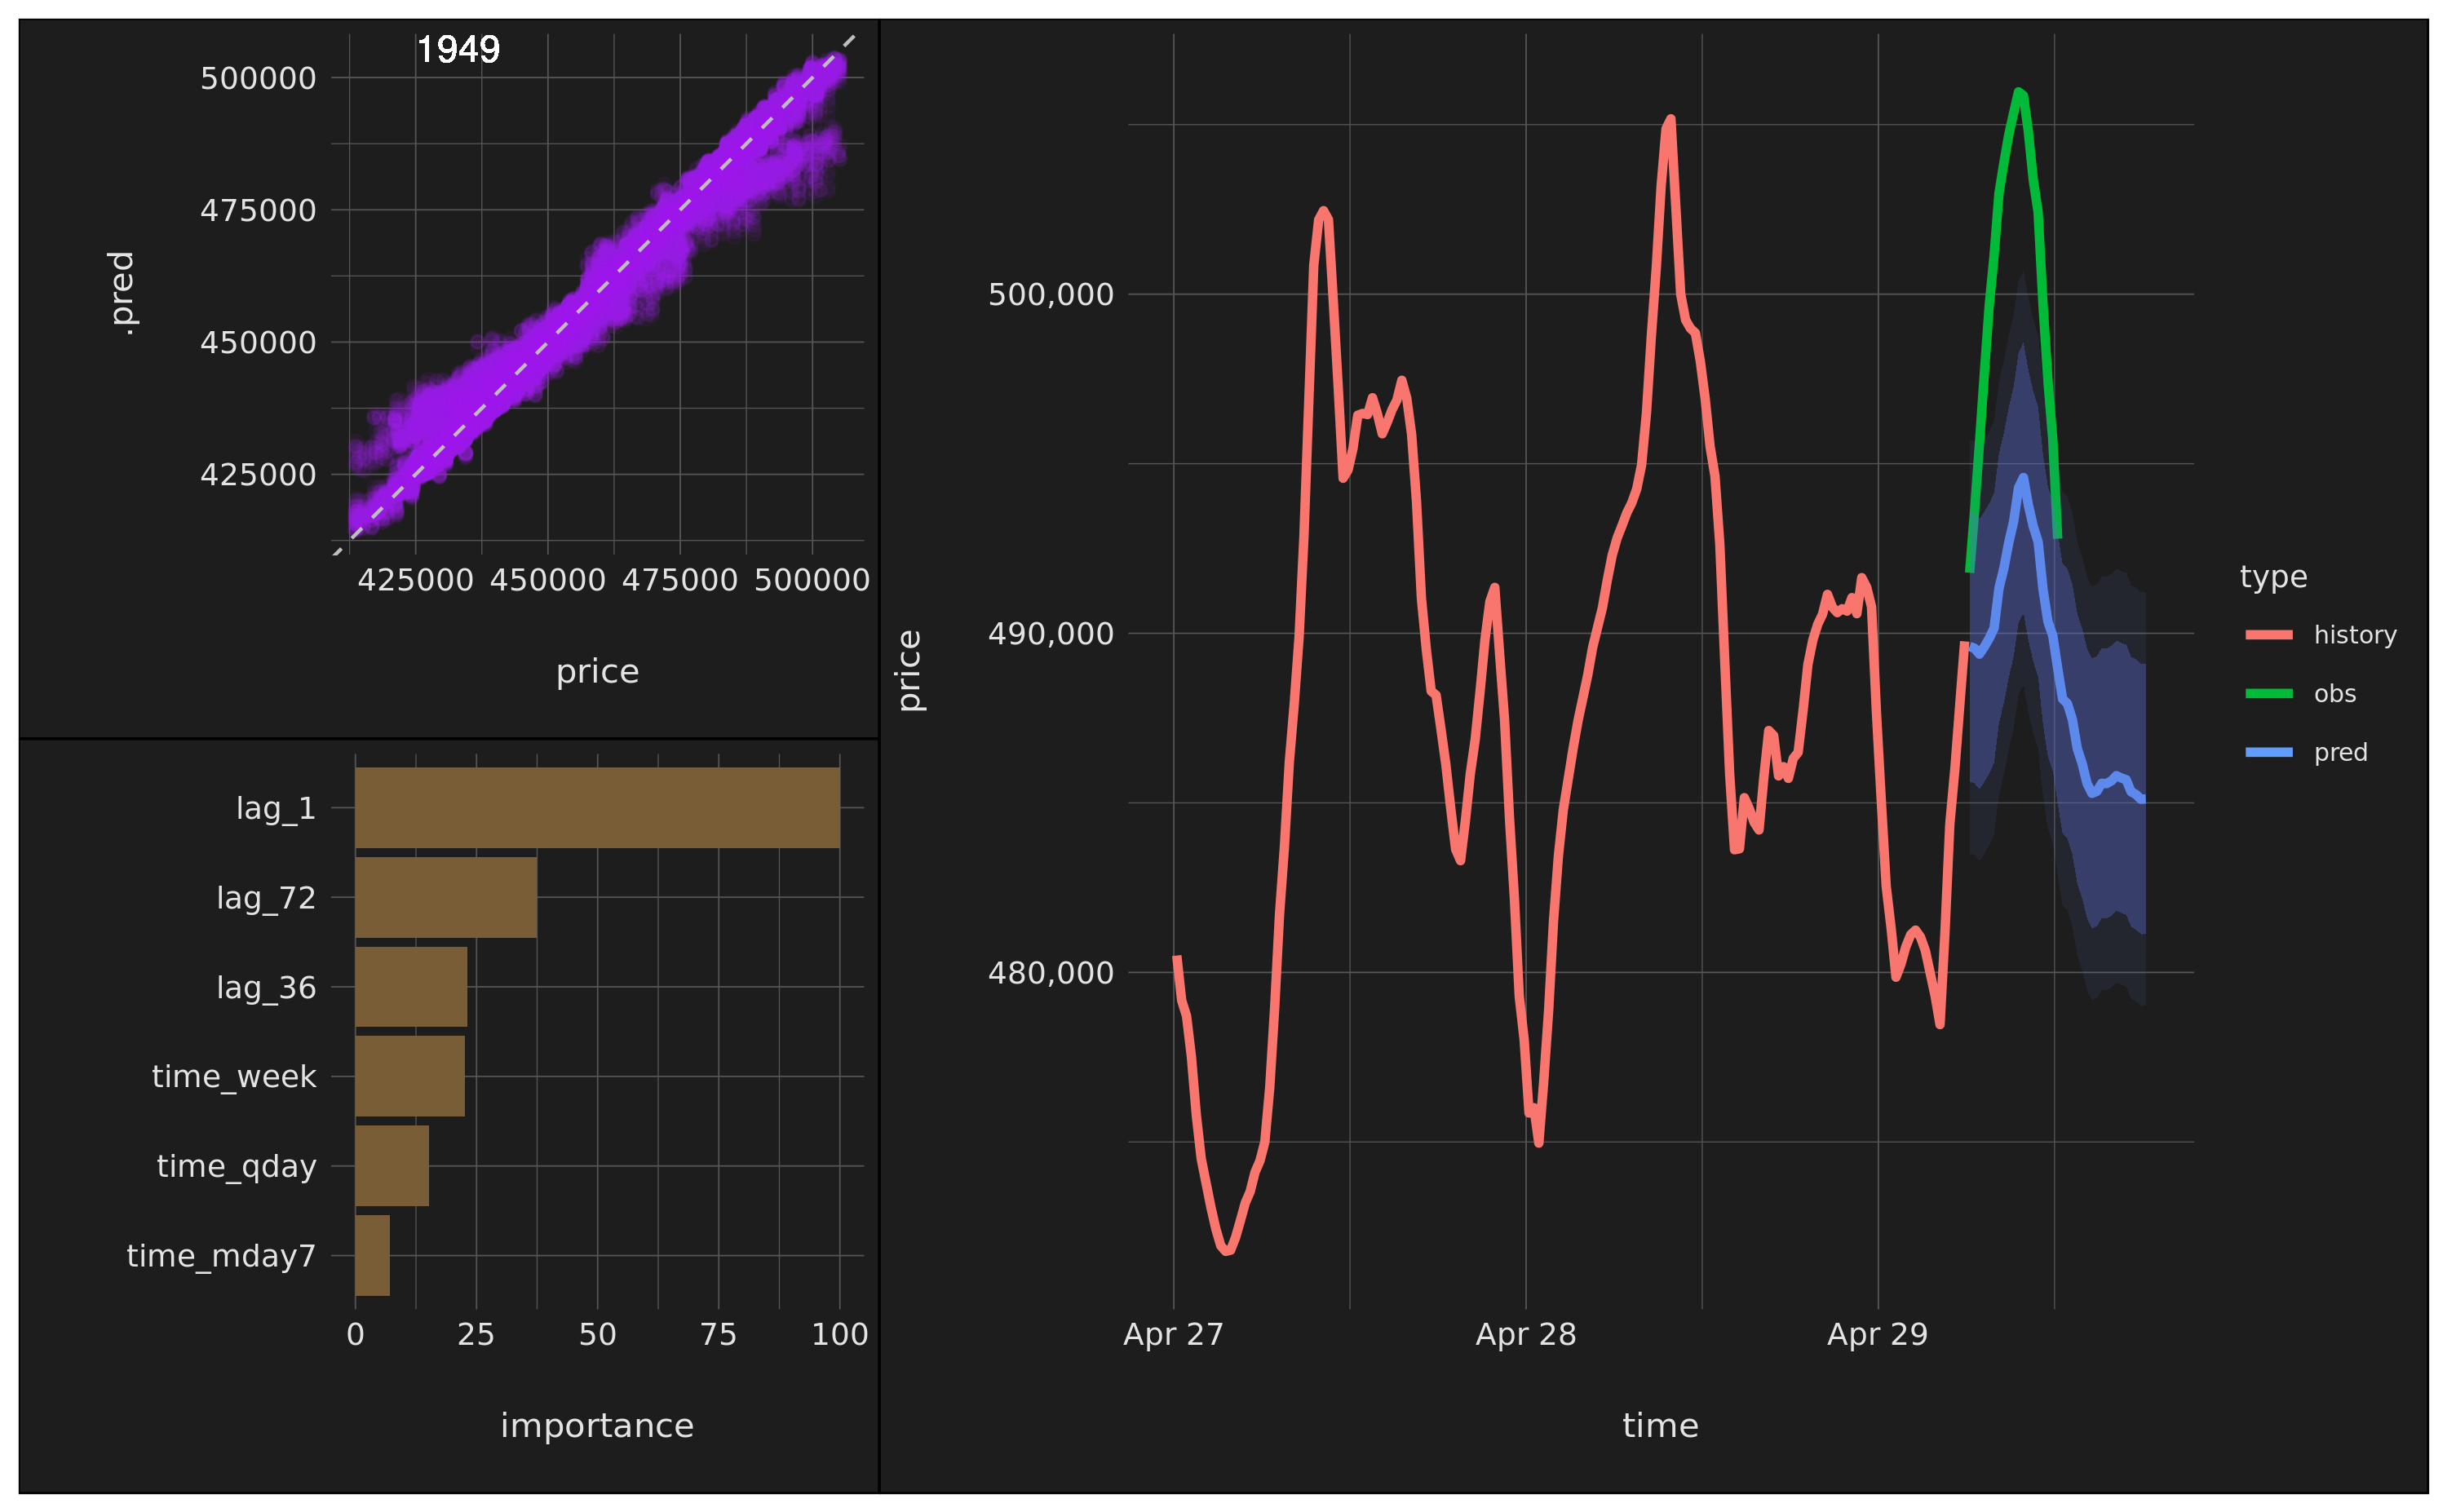 1949
500000
475000
450000
425000
.pred
425000 450000 475000 500000
price
lag_1
lag_72
lag_36
time_week
time_qday
time_mday7
0 25 50 75 100
importance
price
500,000
490,000
480,000
Apr 27 Apr 28 Apr 29
time
type
history
obs
pred